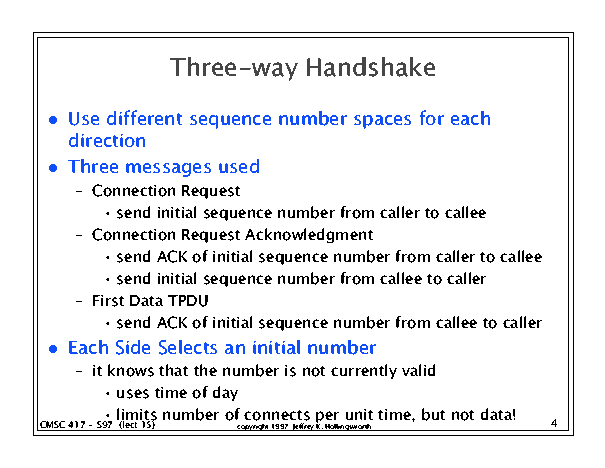 Three-way Handshake
● Use different sequence number spaces for each
direction
● Three messages used
– Connection Request
• send initial sequence number from caller to callee
– Connection Request Acknowledgment
• send ACK of initial sequence number from caller to callee
• send initial sequence number from callee to caller
– First Data TPDU
• send ACK of initial sequence number from callee to caller
● Each Side Selects an initial number
– it knows that the number is not currently valid
• uses time of day
• limits number of connects per unit time, but not data!
CMSC 417 - S97 (lect 15)
copyright 1997 Jeffrey K. Hollingsworth
4